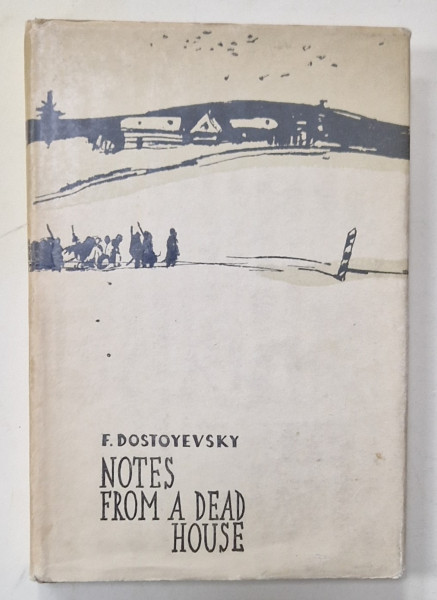 F. DOSTOYEVSKY
NOTES
FROM A DEAD
HOUSE